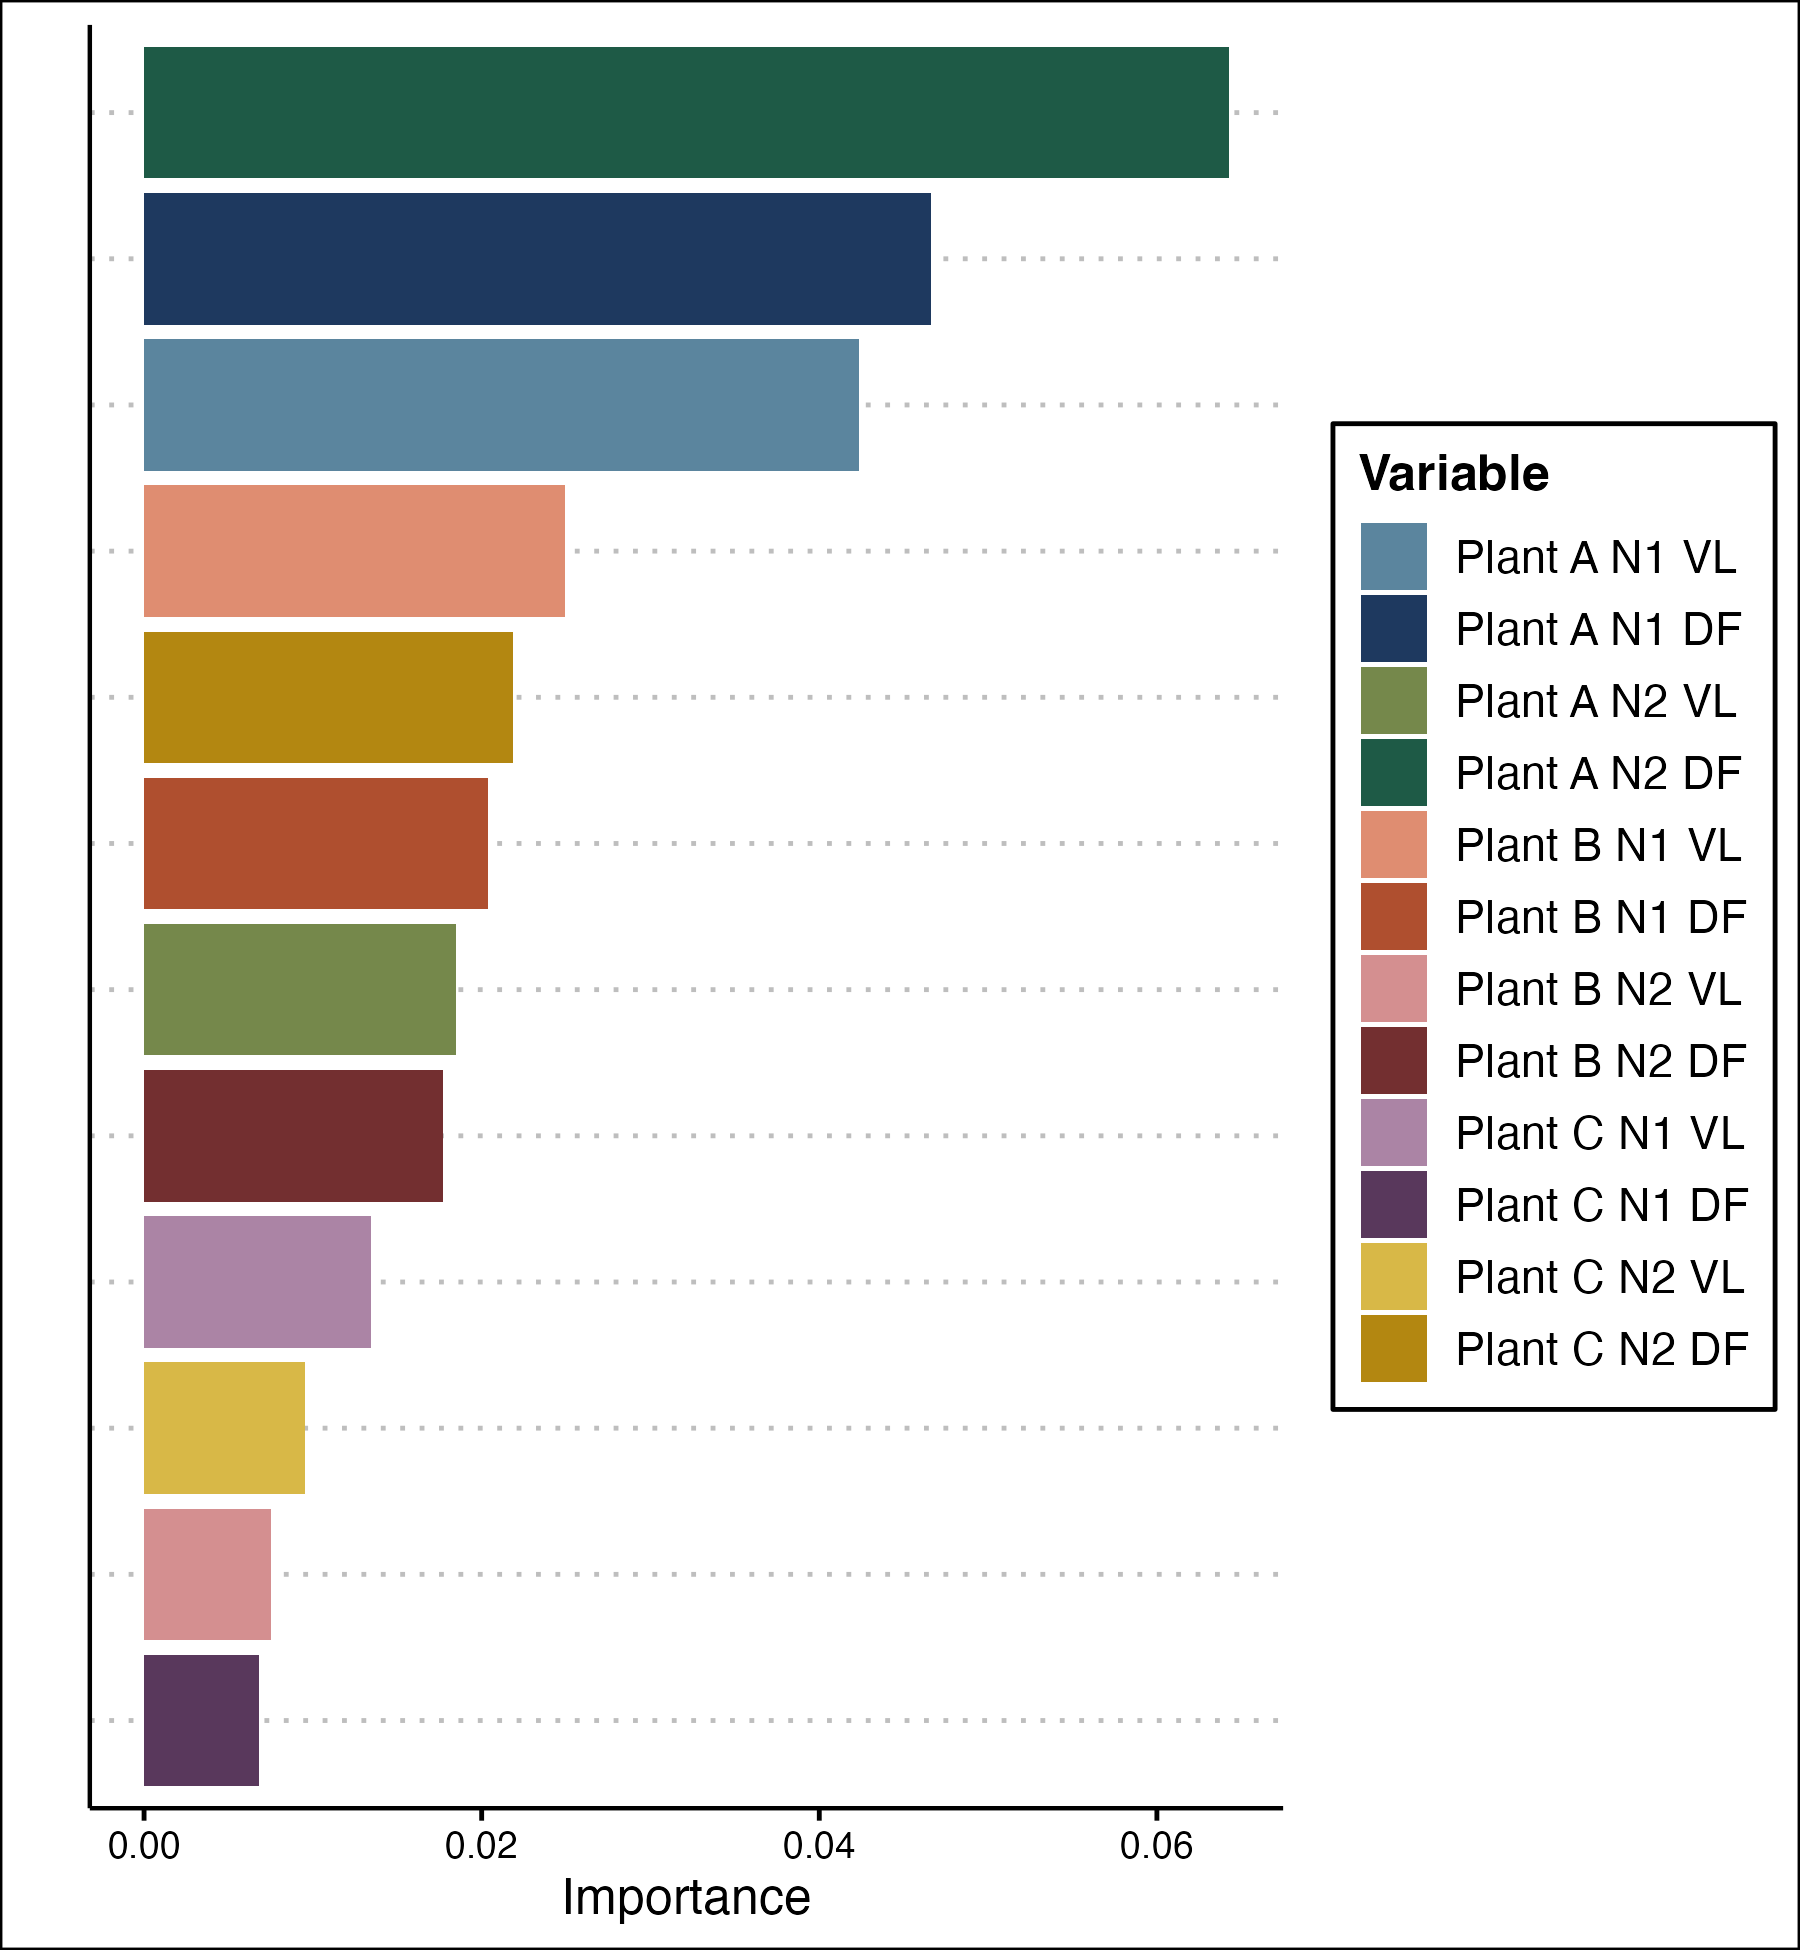 Variable
Plant A N1 VL
Plant A N1 DF
Plant A N2 VL
Plant A N2 DF
Plant B N1 VL
Plant B N1 DF
Plant B N2 VL
Plant B N2 DF
Plant C N1 VL
Plant C N1 DF
Plant C N2 VL
Plant C N2 DF
0.00 0.02 0.04 0.06
Importance